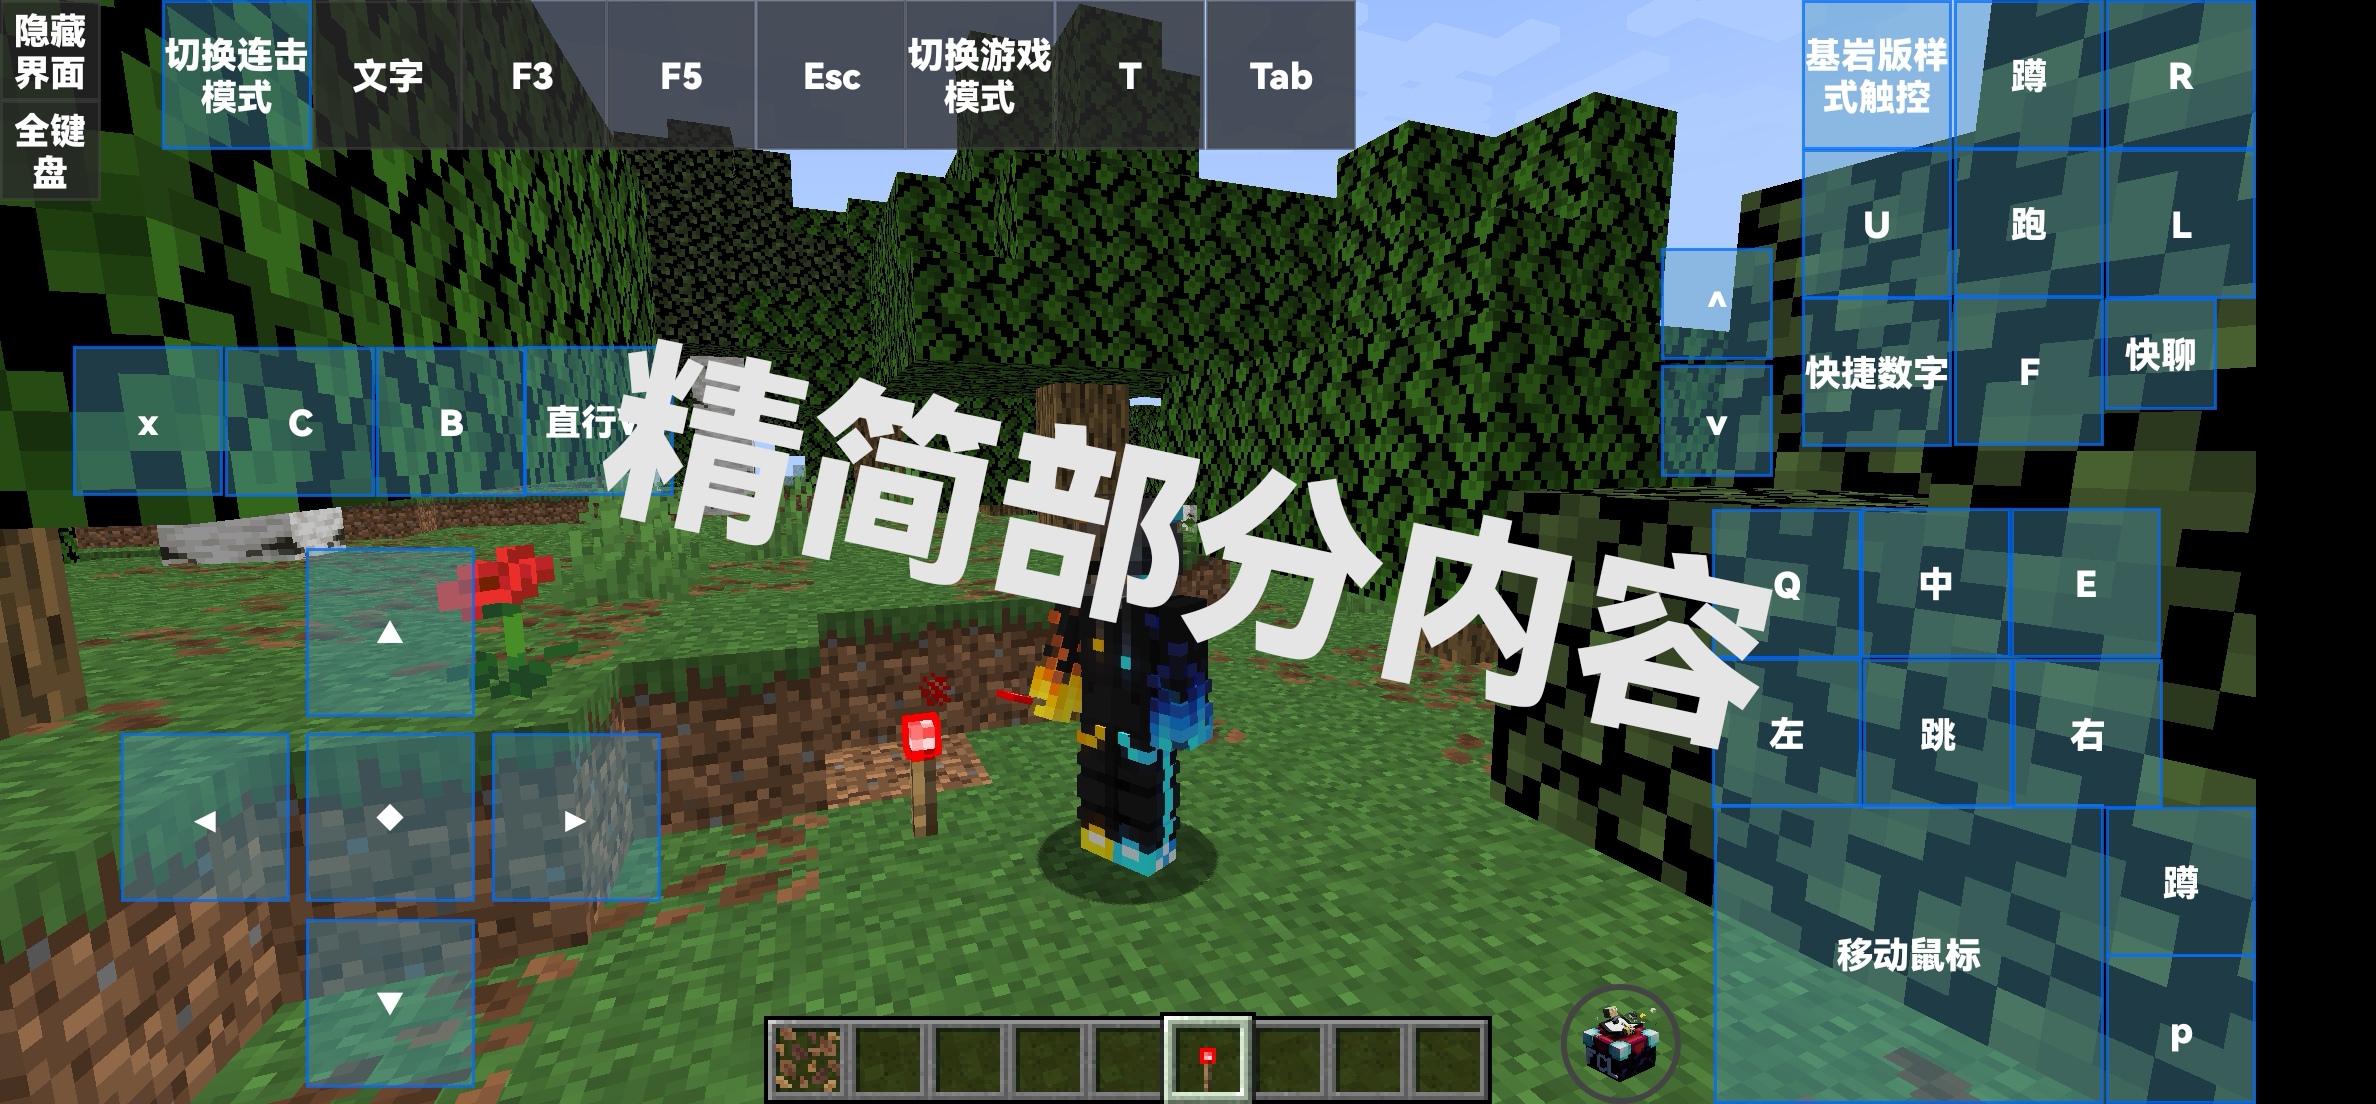 隐藏
界面
全键
盘
切换连击
模式
文字
F3
F5
Esc
切换游戏
模式
T
Tab
基岩版样
式触控
蹲
R
U
跑
L
快捷数字
F
快聊
^
v
x
C
B
直行
精简部分内容
Q
中
E
左
跳
右
移动鼠标
蹲
p
FCL